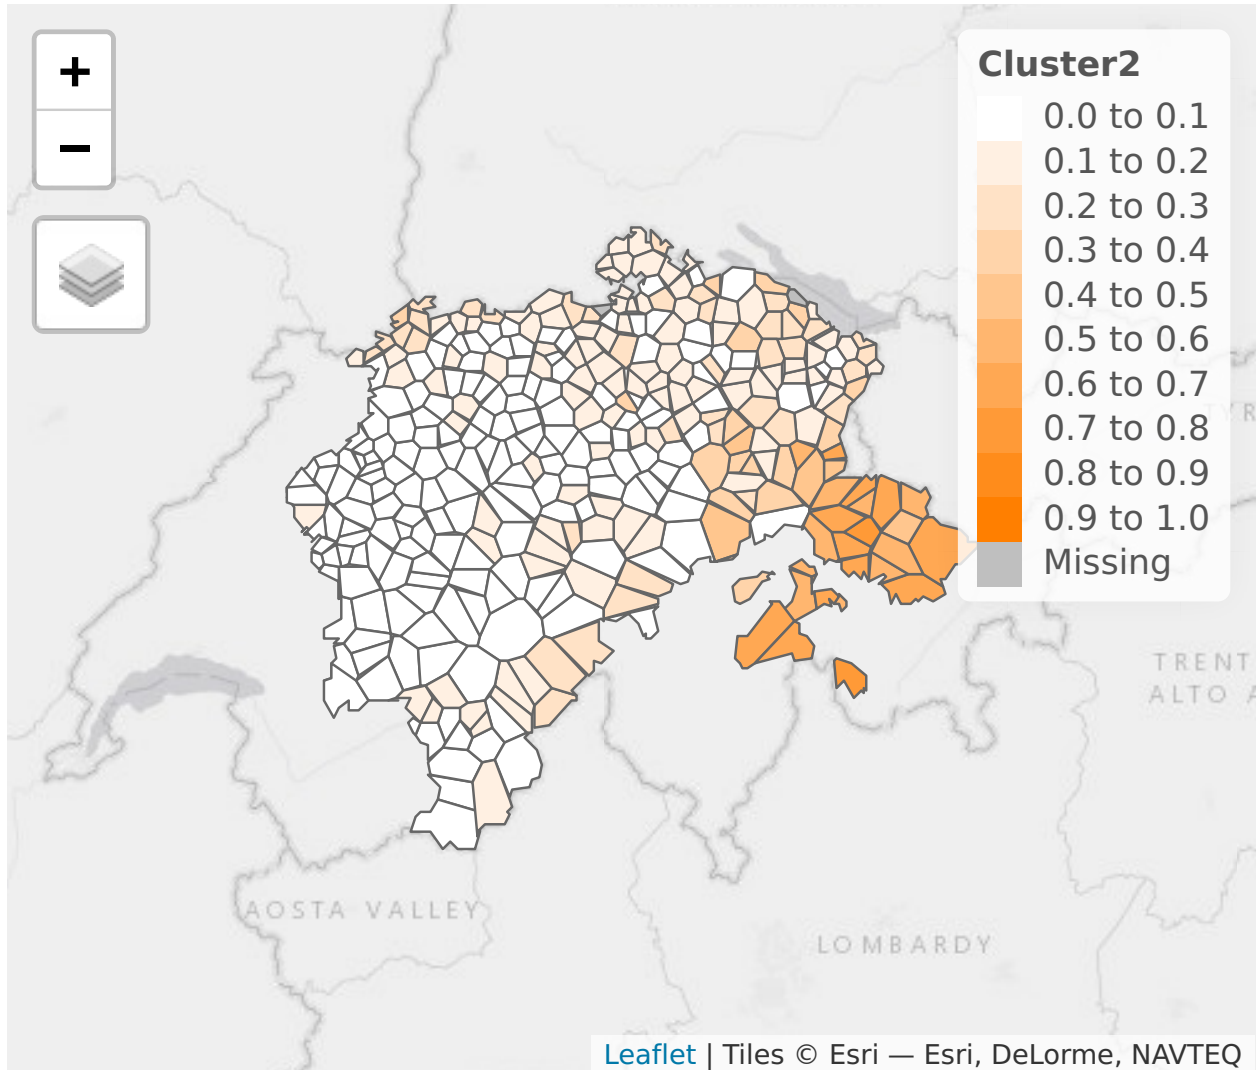 +
−
Cluster2
0.0 to 0.1
0.1 to 0.2
0.2 to 0.3
0.3 to 0.4
0.4 to 0.5
0.5 to 0.6
0.6 to 0.7
0.7 to 0.8
0.8 to 0.9
0.9 to 1.0
Missing
TYR
TRENT
ALTO A
AOSTA VALLEY
LOMBARDY
Leaflet | Tiles © Esri — Esri, DeLorme, NAVTEQ